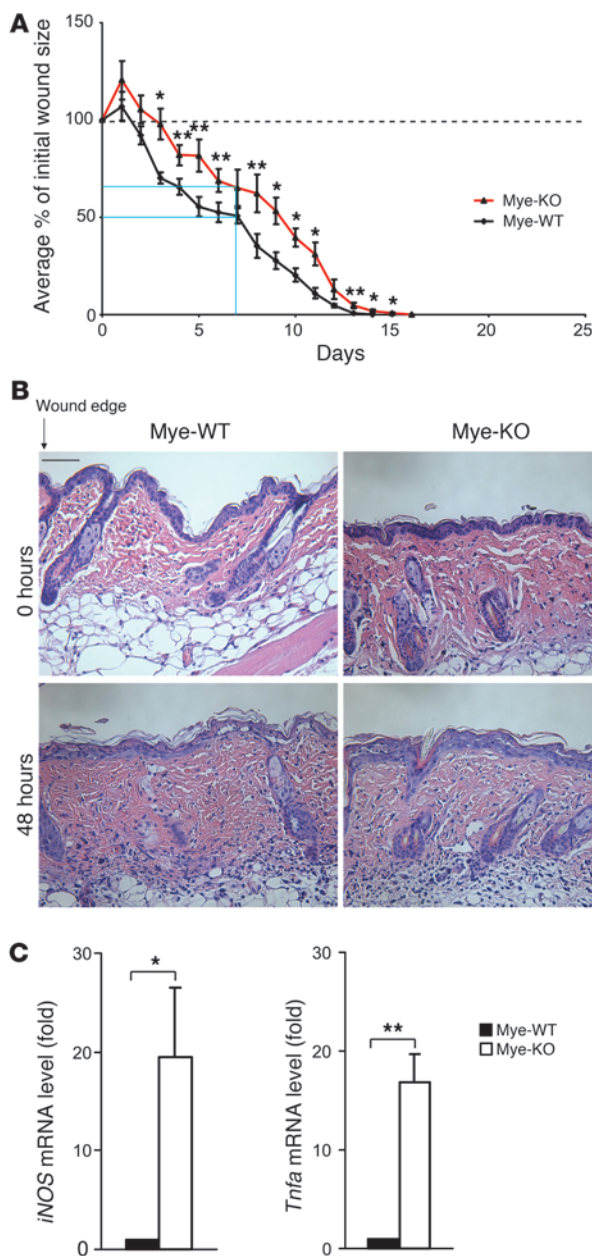 A
150
100
50
0
Average % of initial wound size
* ** ** ** ** * * * ** * *
Mye-KO
Mye-WT
0 5 10 15 20 25
Days
B
Wound edge
Mye-WT Mye-KO
0 hours
48 hours
C
30
20
10
0
iNOS mRNA level (fold)
*
30
20
10
0
Tnfa mRNA level (fold)
**
Mye-WT
Mye-KO